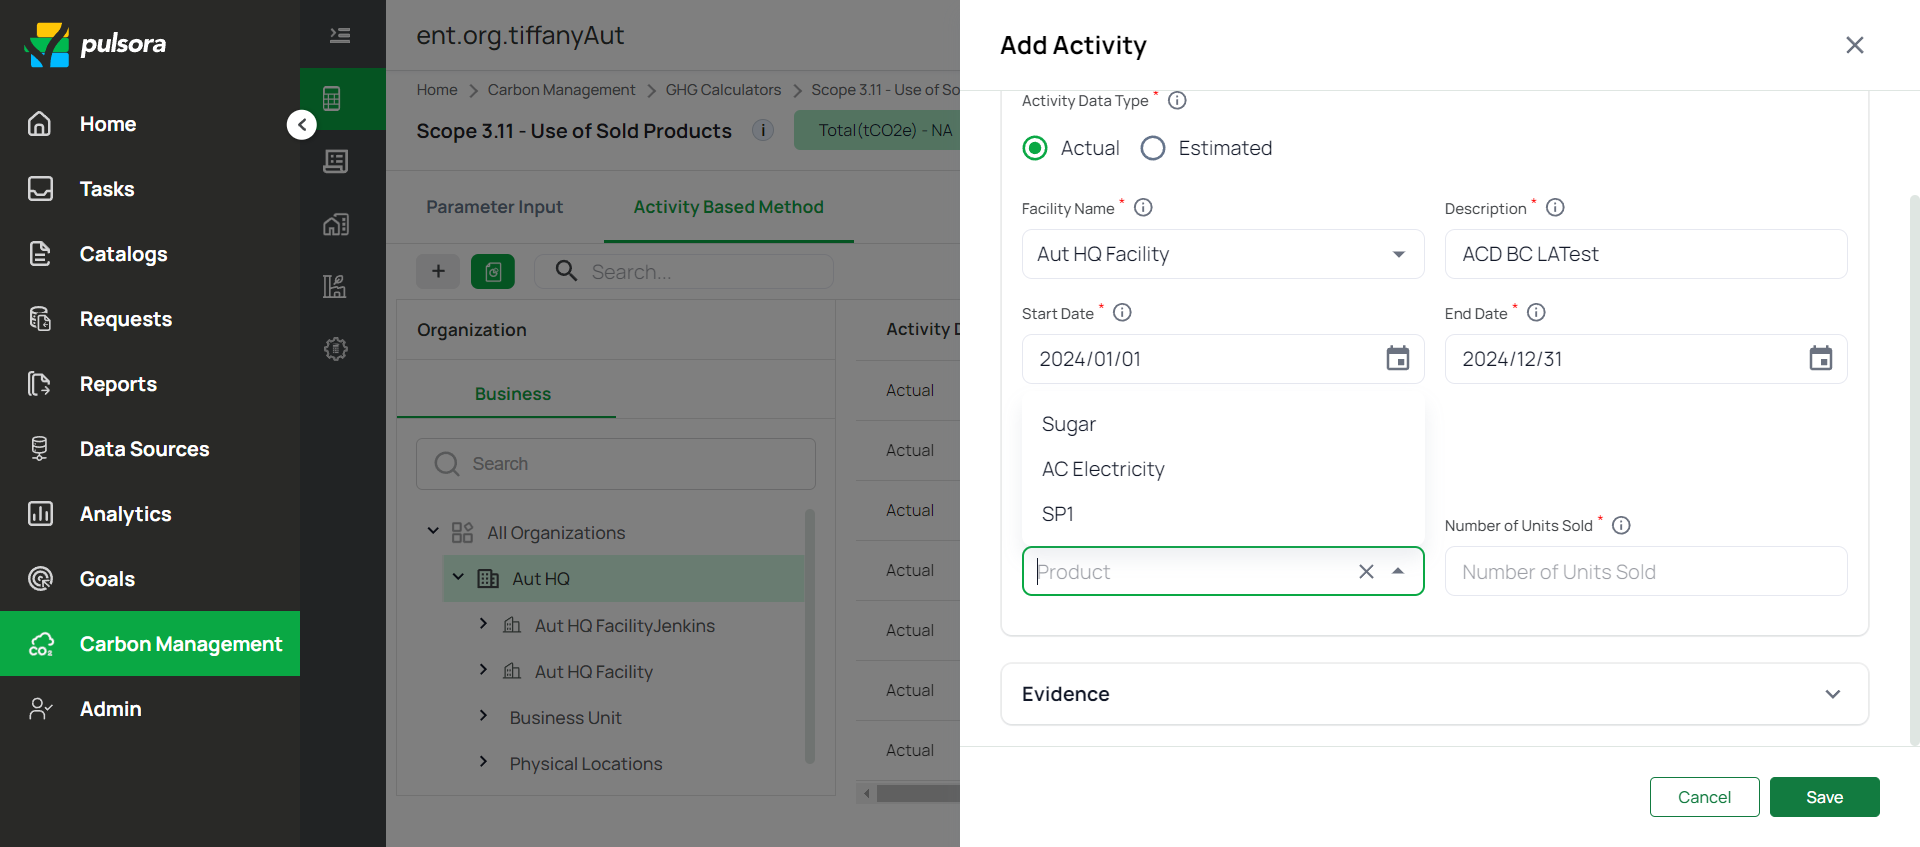 pulsora
Home
Tasks
Catalogs
Requests
Reports
Data Sources
Analytics
Goals
Carbon Management
Admin
ent.org.tiffanyAut
Home > Carbon Management > GHG Calculators > Scope 3.11 - Use of So
Scope 3.11 - Use of Sold Products
Total(tCO2e) - NA
Parameter Input
Activity Based Method
Search...
Organization
Business
Search
All Organizations
Aut HQ
Aut HQ FacilityJenkins
Aut HQ Facility
Business Unit
Physical Locations
Activity D
Actual
Actual
Actual
Actual
Actual
Actual
Actual
Add Activity
Activity Data Type *
Actual
Estimated
Facility Name *
Description *
Aut HQ Facility
ACD BC LATest
Start Date *
End Date *
2024/01/01
2024/12/31
Sugar
AC Electricity
SP1
Number of Units Sold *
Product
Number of Units Sold
Evidence
Cancel
Save